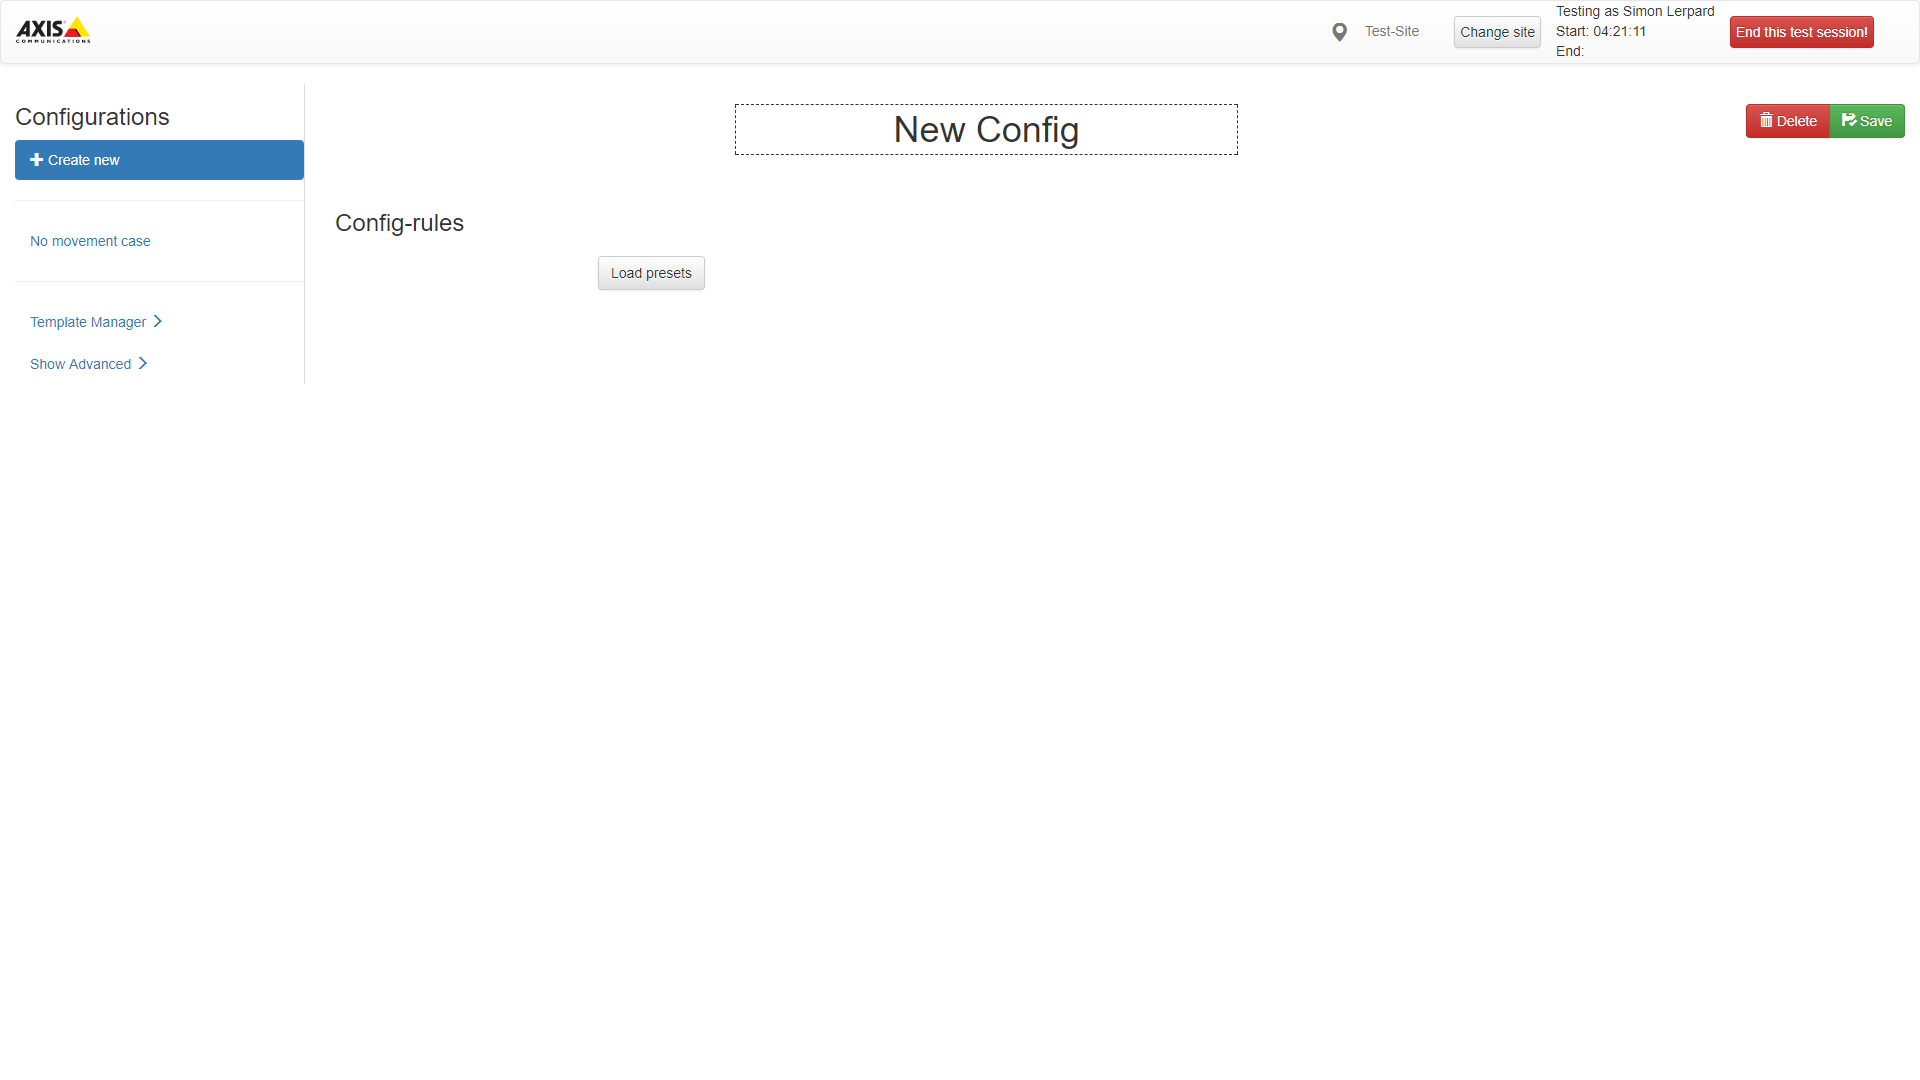 AXIS
COMMUNICATIONS
Test-Site
Change site
Testing as Simon Lerpard
Start: 04:21:11
End:
End this test session!
Configurations
Create new
No movement case
Template Manager
Show Advanced
New Config
Delete
Save
Config-rules
Load presets